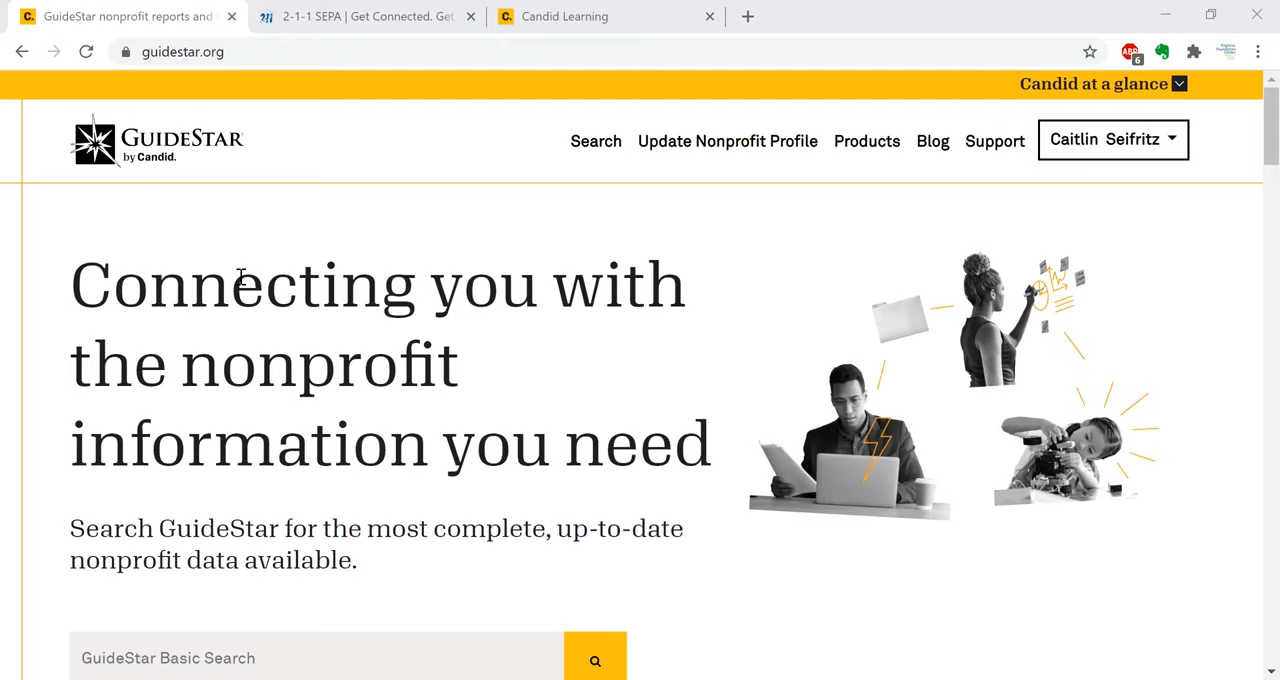 GuideStar nonprofit reports and
2-1-1 SEPA | Get Connected. Get
Candid Learning
guidestar.org
ABP
6
Candid at a glance
GUIDESTAR
by Candid.
Search
Update Nonprofit Profile
Products
Blog
Support
Caitlin Seifritz
Connecting you with
the nonprofit
information you need
Search GuideStar for the most complete, up-to-date
nonprofit data available.
GuideStar Basic Search